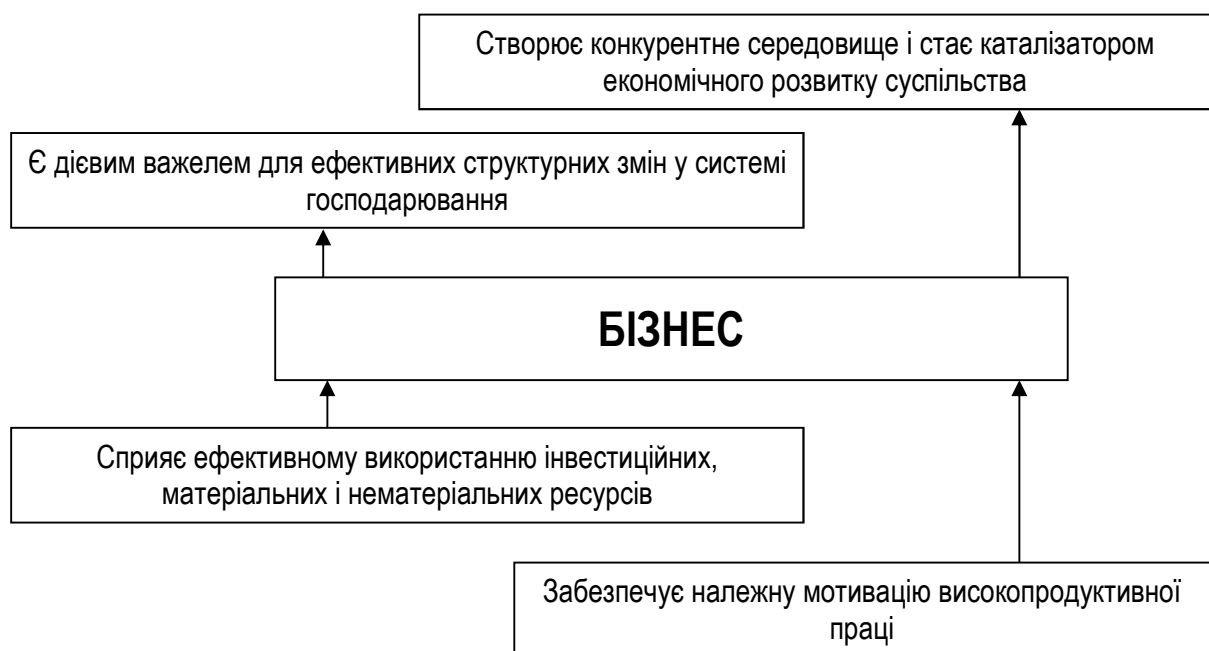 Створює конкурентне середовище і стає каталізатором
економічного розвитку суспільства
Є дієвим важелем для ефективних структурних змін у системі
господарювання
БІЗНЕС
Сприяє ефективному використанню інвестиційних,
матеріальних і нематеріальних ресурсів
Забезпечує належну мотивацію високопродуктивної
праці